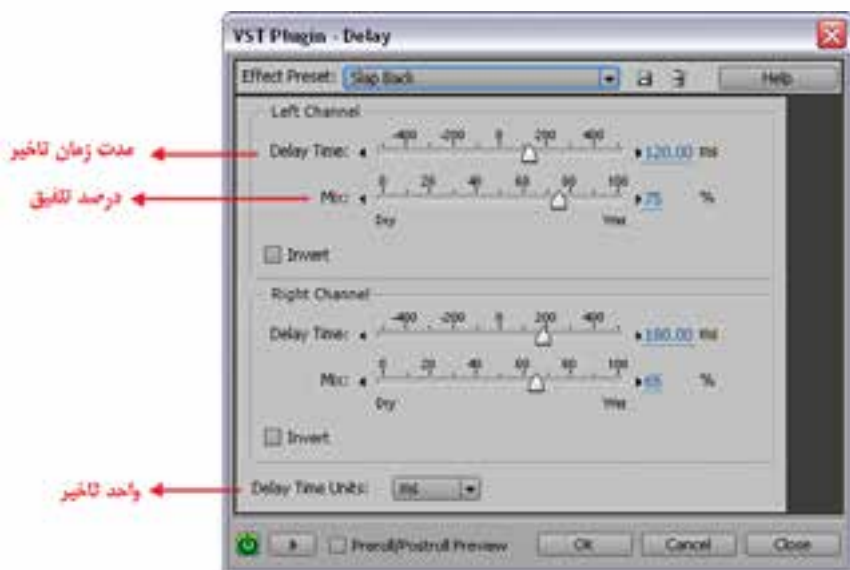 VST Plugin - Delay
Effect Preset: Slap Back Help
Left Channel
-400 -200 0 200 400
مدت زمان تاخیر Delay Time: 120.00 ms
0 20 40 60 80 100
درصد تلفیق Mix: 75 %
Dry Wet
Invert
Right Channel
-400 -200 0 200 400
Delay Time: 180.00 ms
0 20 40 60 80 100
Mix: 65 %
Dry Wet
Invert
واحد تاخیر Delay Time Units: ms
Preroll/Postroll Preview OK Cancel Close